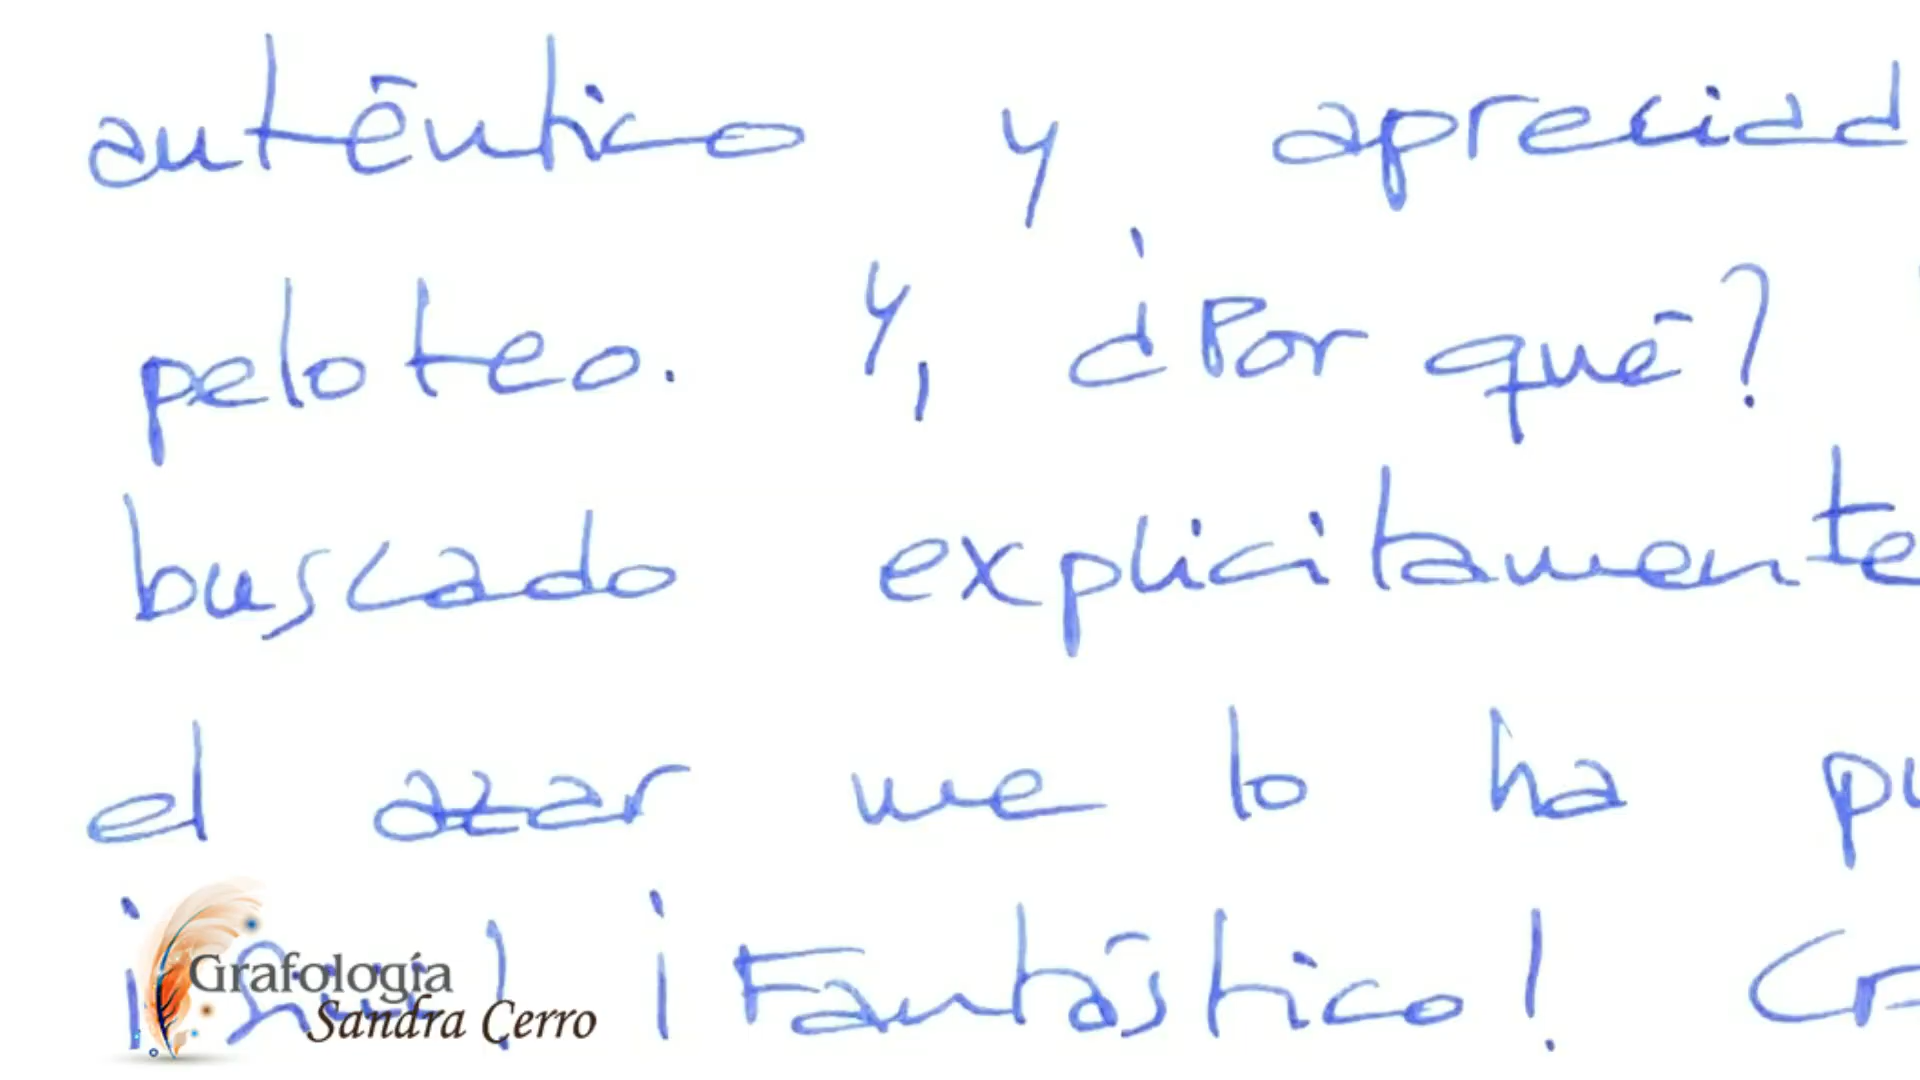 auténtico y apreciad
peloteo. Y, ¿Por qué?
buscado explicitamente
el azar me lo ha pu
¡ ! ¡Fantástico! Cr
Grafología
Sandra Cerro